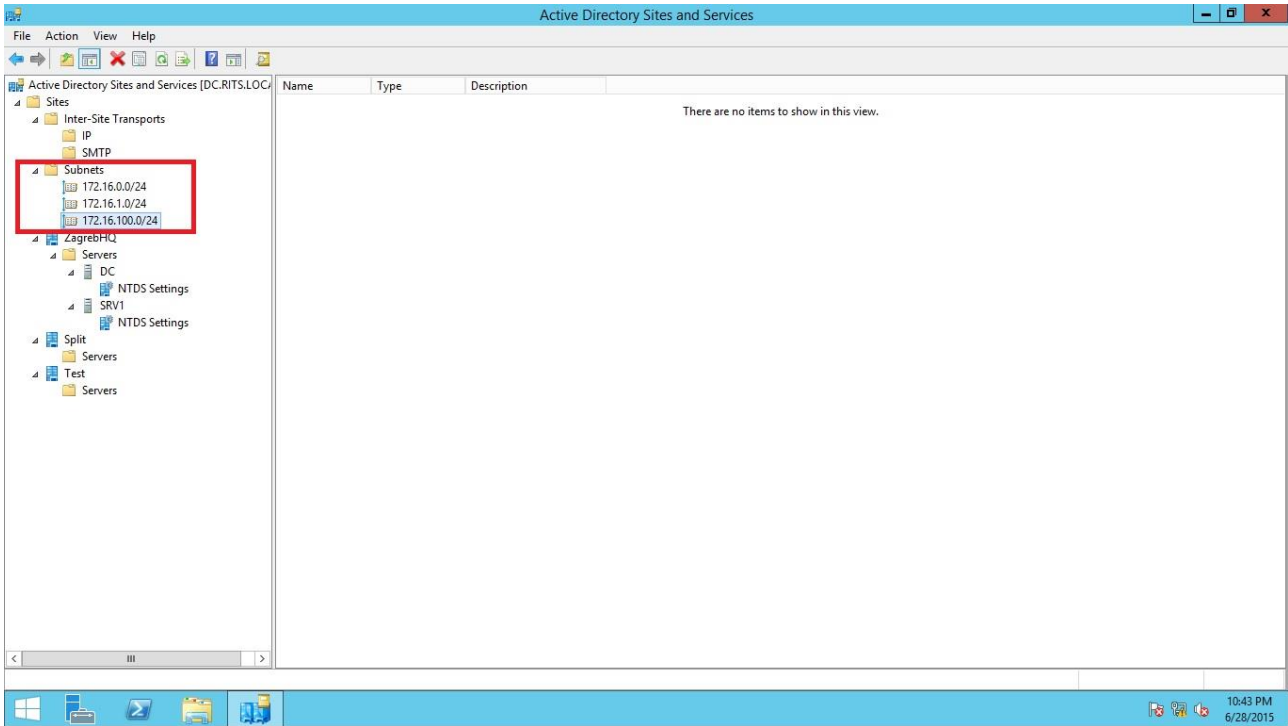 Active Directory Sites and Services
File Action View Help
Active Directory Sites and Services [DC.RITS.LOCA
Name Type Description
There are no items to show in this view.
Sites
Inter-Site Transports
IP
SMTP
Subnets
172.16.0.0/24
172.16.1.0/24
172.16.100.0/24
ZagrebHQ
Servers
DC
NTDS Settings
SRV1
NTDS Settings
Split
Servers
Test
Servers
10:43 PM
6/28/2015